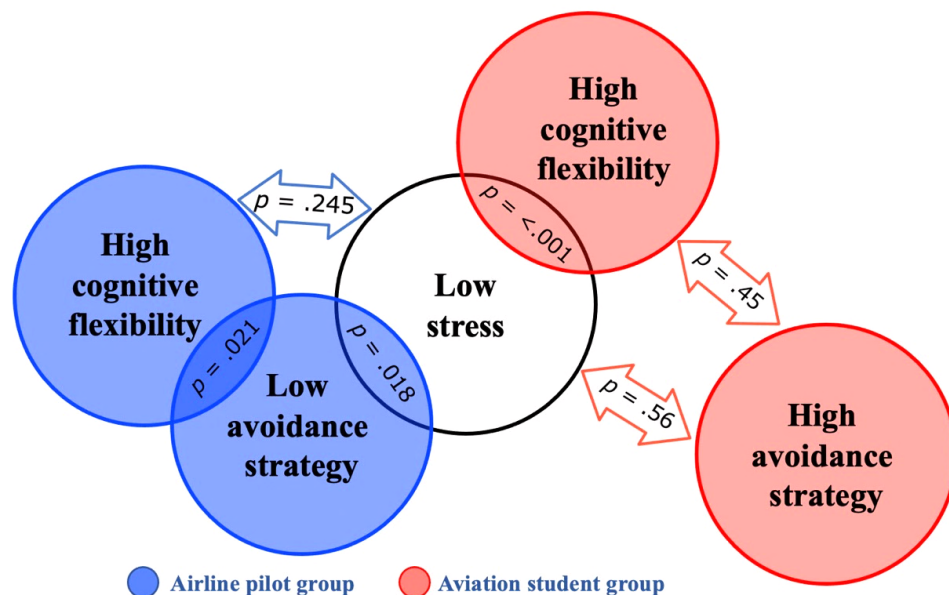 High
cognitive
flexibility
p = <.001
p = .245
High
cognitive
flexibility
p = .45
Low
stress
p = .021
p = .018
Low
avoidance
strategy
p = .56
High
avoidance
strategy
Airline pilot group
Aviation student group